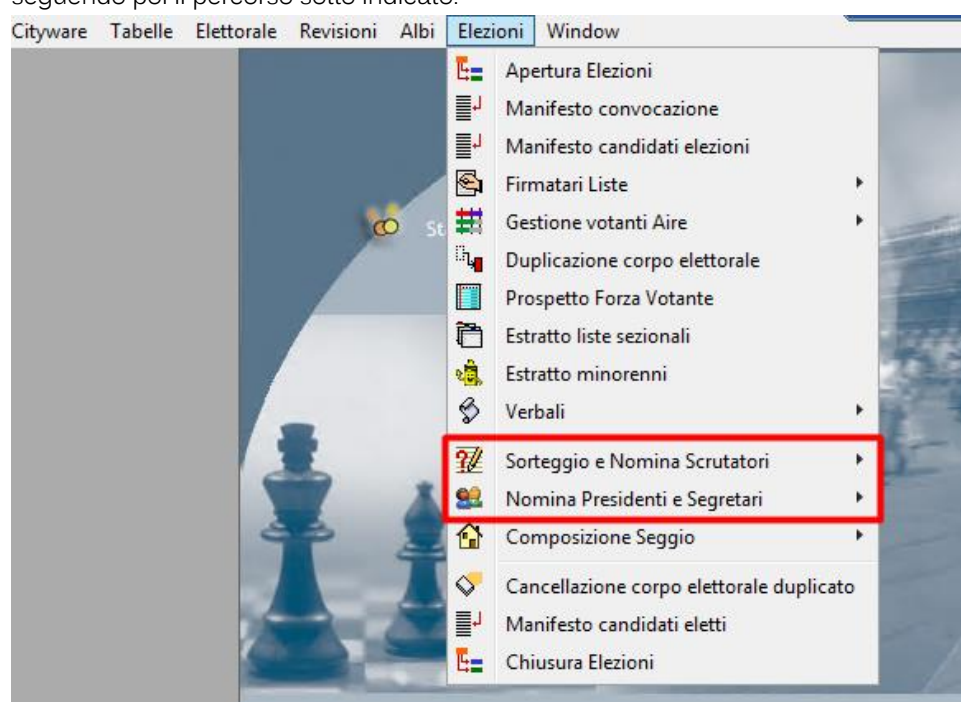 seguendo poi il percorso sotto indicato.
Cityware Tabelle Elettorale Revisioni Albi Elezioni Window
Apertura Elezioni
Manifesto convocazione
Manifesto candidati elezioni
Firmatari Liste
St
Gestione votanti Aire
Duplicazione corpo elettorale
Prospetto Forza Votante
Estratto liste sezionali
Estratto minorenni
Verbali
Sorteggio e Nomina Scrutatori
Nomina Presidenti e Segretari
Composizione Seggio
Cancellazione corpo elettorale duplicato
Manifesto candidati eletti
Chiusura Elezioni